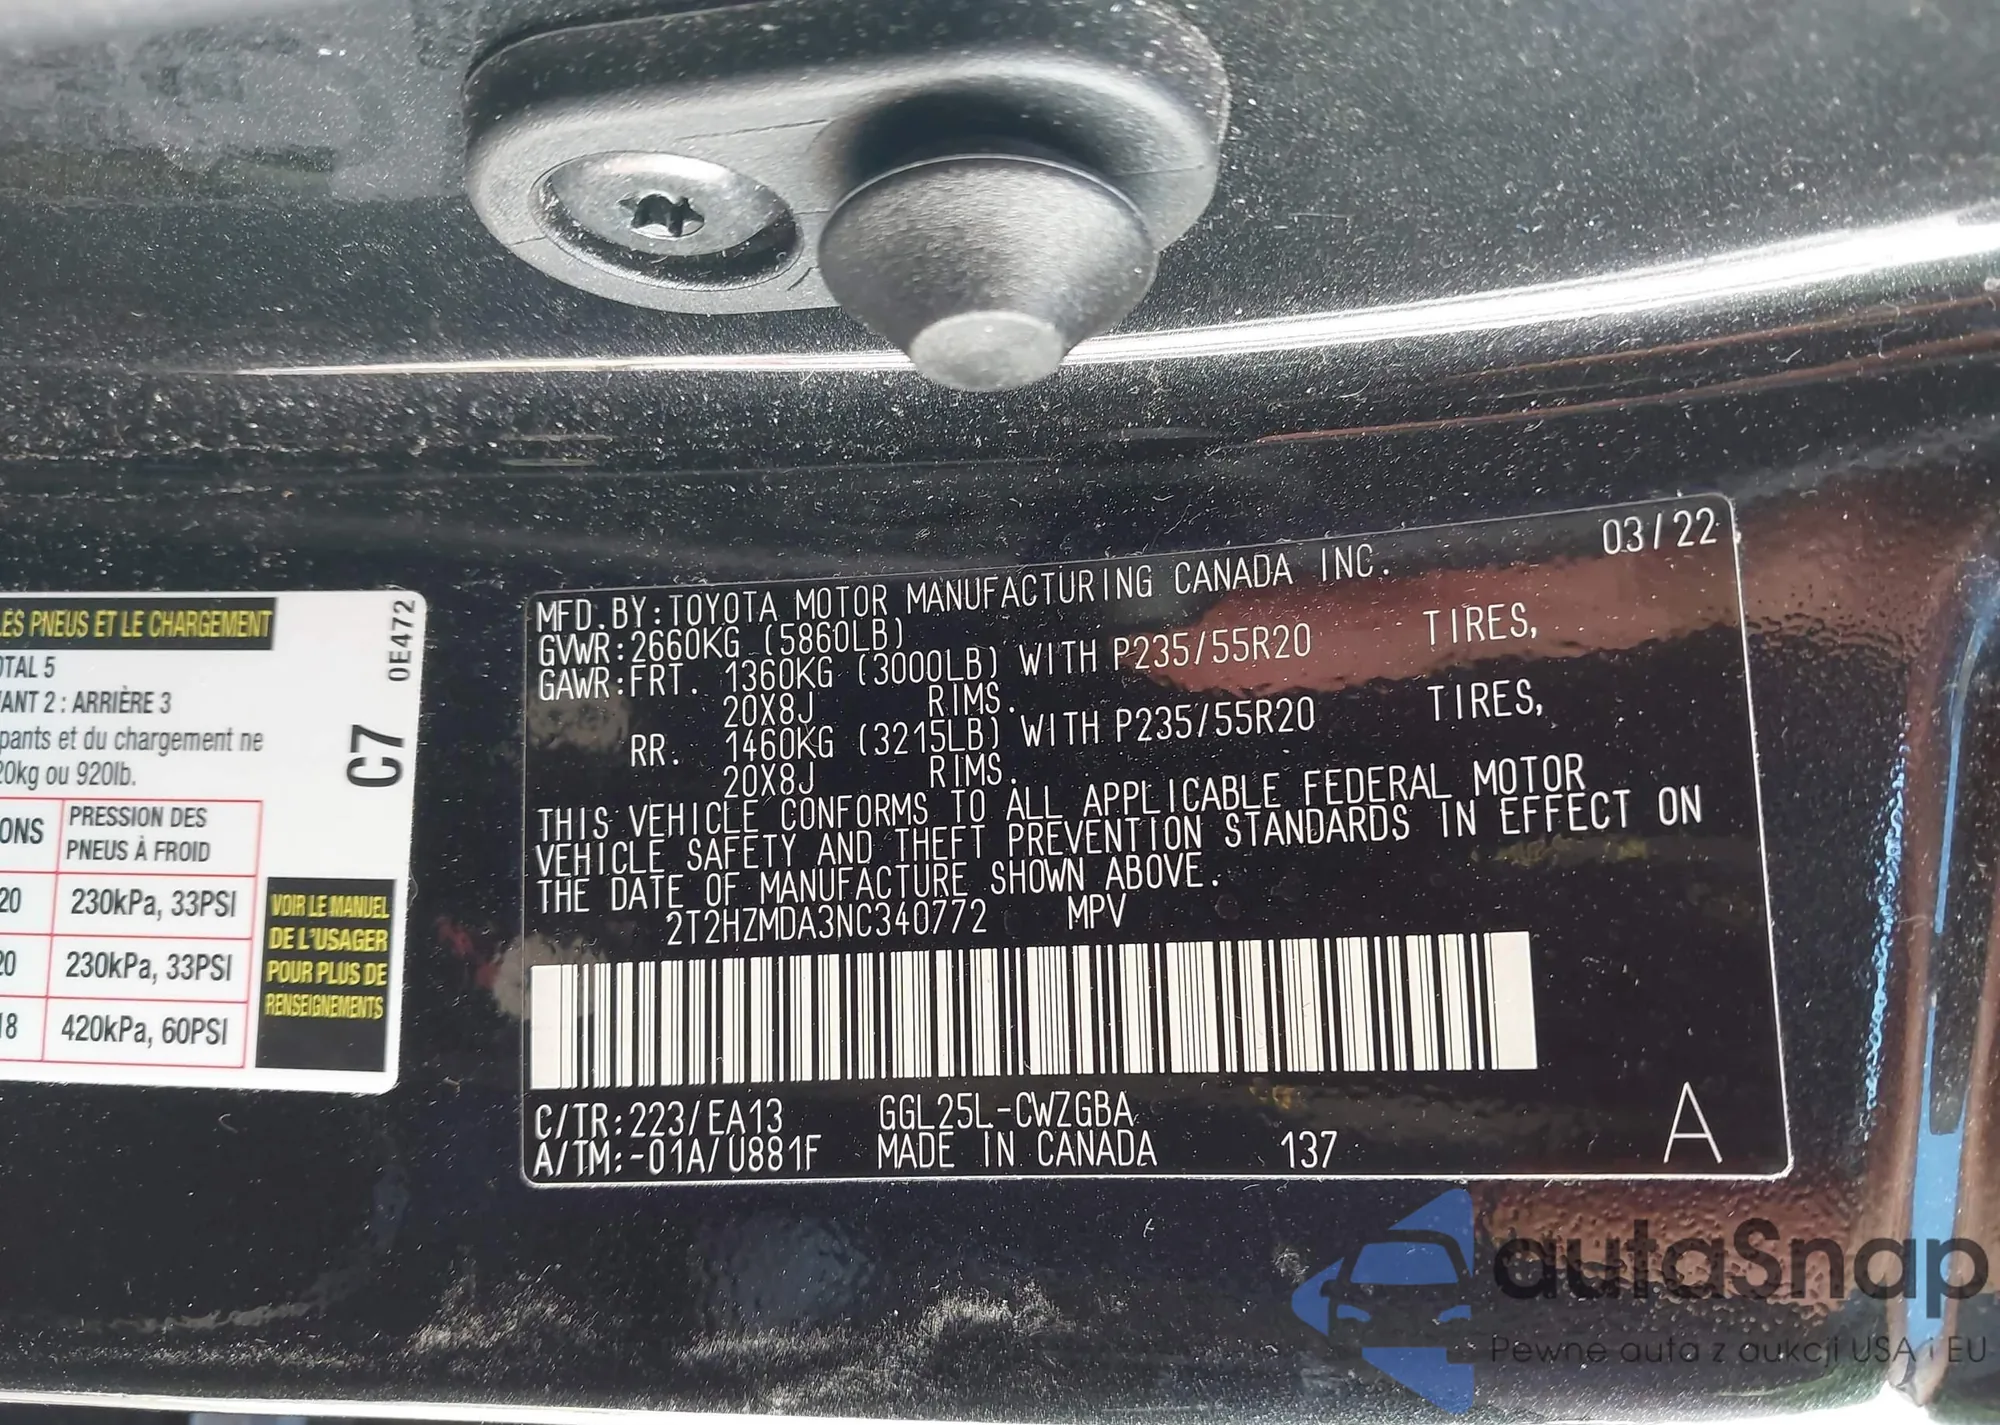 LES PNEUS ET LE CHARGEMENT
OTAL 5
VANT 2 : ARRIÈRE 3
pants et du chargement ne
20kg ou 920lb.
ONS
PRESSION DES
PNEUS À FROID
20
230kPa, 33PSI
20
230kPa, 33PSI
18
420kPa, 60PSI
VOIR LE MANUEL
DE L'USAGER
POUR PLUS DE
RENSEIGNEMENTS
C7
0E472
03/22
MFD.BY:TOYOTA MOTOR MANUFACTURING CANADA INC.
GVWR:2660KG (5860LB)
GAWR:FRT. 1360KG (3000LB) WITH P235/55R20 TIRES,
20X8J RIMS.
RR. 1460KG (3215LB) WITH P235/55R20 TIRES,
20X8J RIMS.
THIS VEHICLE CONFORMS TO ALL APPLICABLE FEDERAL MOTOR
VEHICLE SAFETY AND THEFT PREVENTION STANDARDS IN EFFECT ON
THE DATE OF MANUFACTURE SHOWN ABOVE.
2T2HZMDA3NC340772 MPV
C/TR:223/EA13 GGL25L-CWZGBA
A/TM:-01A/U881F MADE IN CANADA 137
A
autaSnap
Pewne auta z aukcji USA i EU